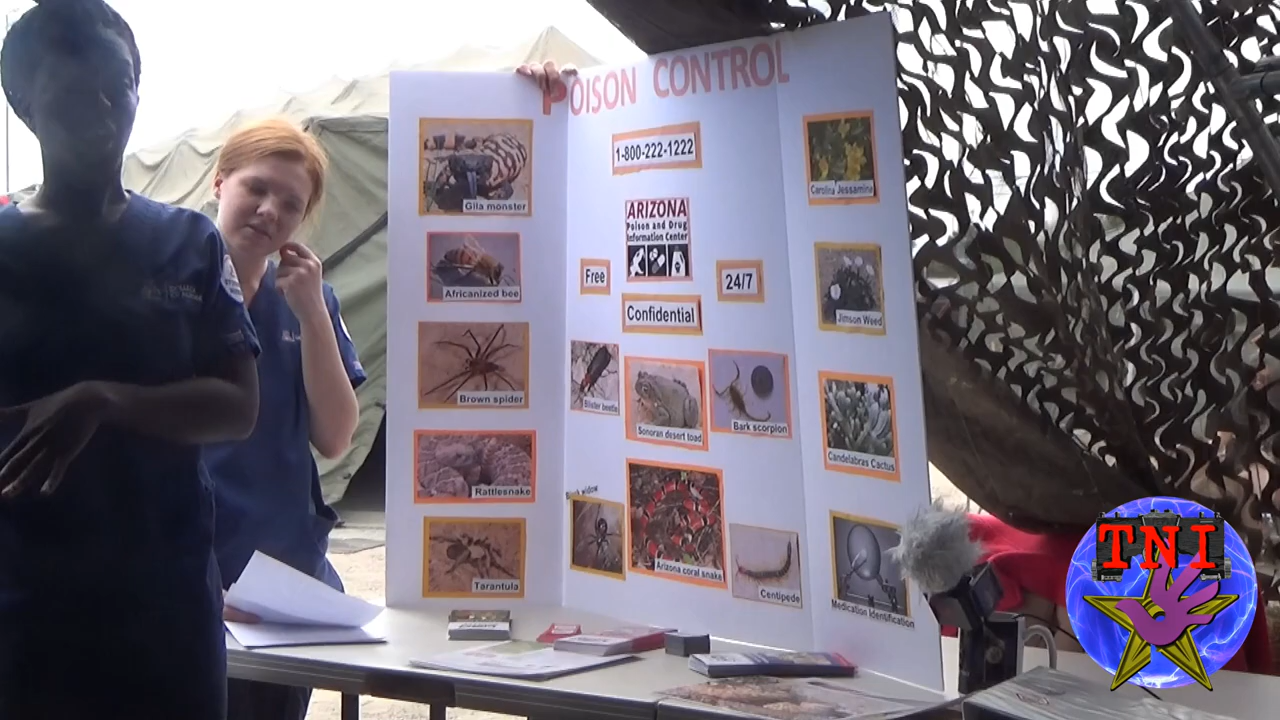 POISON CONTROL
Gila monster
Africanized bee
Brown spider
Rattlesnake
Tarantula
1-800-222-1222
ARIZONA
Poison and Drug
Information Center
Free
24/7
Confidential
Blister beetle
Sonoran desert toad
Bark scorpion
widow
Arizona coral snake
Centipede
Carolina Jessamine
Jimson Weed
Candelabras Cactus
Medication Identification
TNI